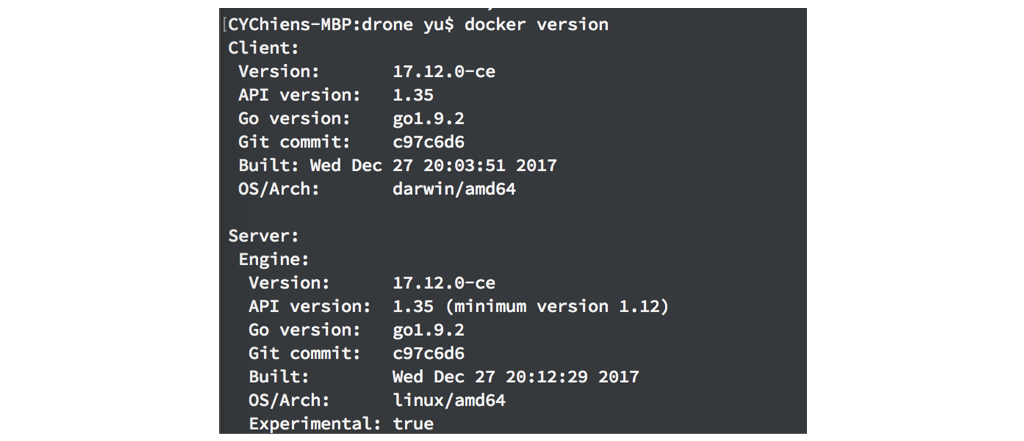 [CYChiens-MBP:drone yu$ docker version
Client:
Version: 17.12.0-ce
API version: 1.35
Go version: go1.9.2
Git commit: c97c6d6
Built: Wed Dec 27 20:03:51 2017
OS/Arch: darwin/amd64
Server:
Engine:
Version: 17.12.0-ce
API version: 1.35 (minimum version 1.12)
Go version: go1.9.2
Git commit: c97c6d6
Built: Wed Dec 27 20:12:29 2017
OS/Arch: linux/amd64
Experimental: true